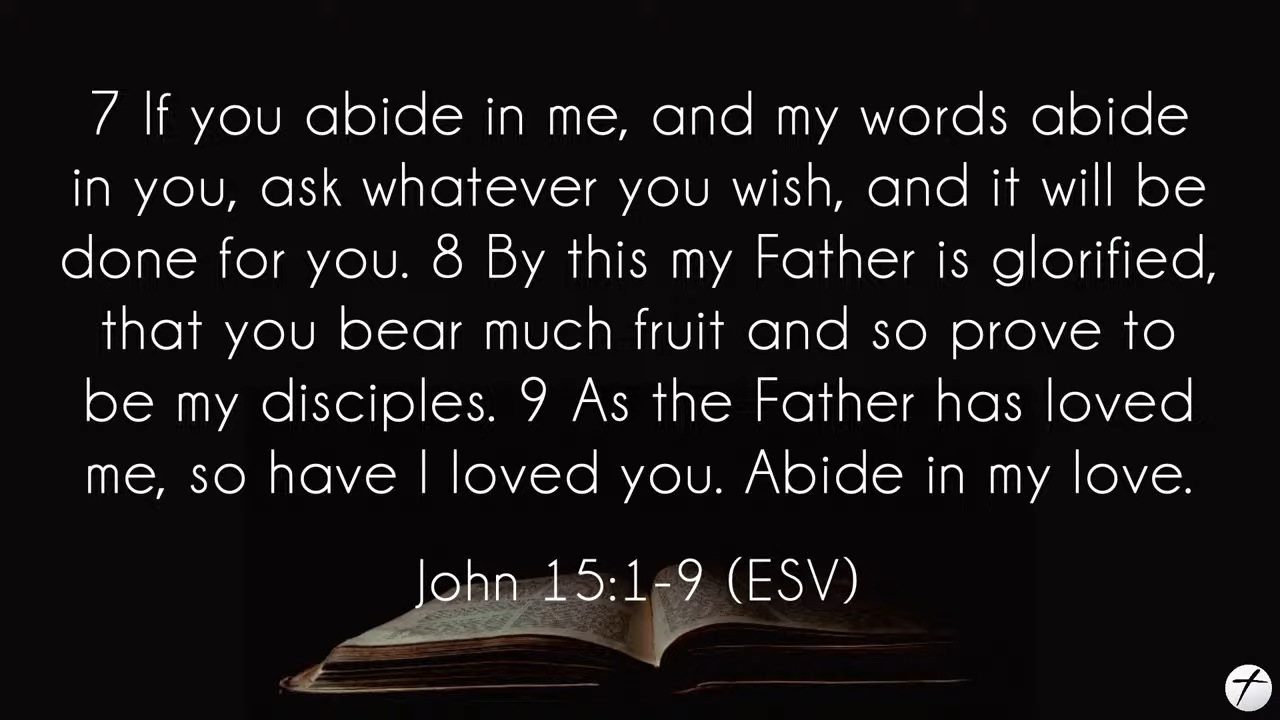 7 If you abide in me, and my words abide
in you, ask whatever you wish, and it will be
done for you. 8 By this my Father is glorified,
that you bear much fruit and so prove to
be my disciples. 9 As the Father has loved
me, so have I loved you. Abide in my love.
John 15:1-9 (ESV)